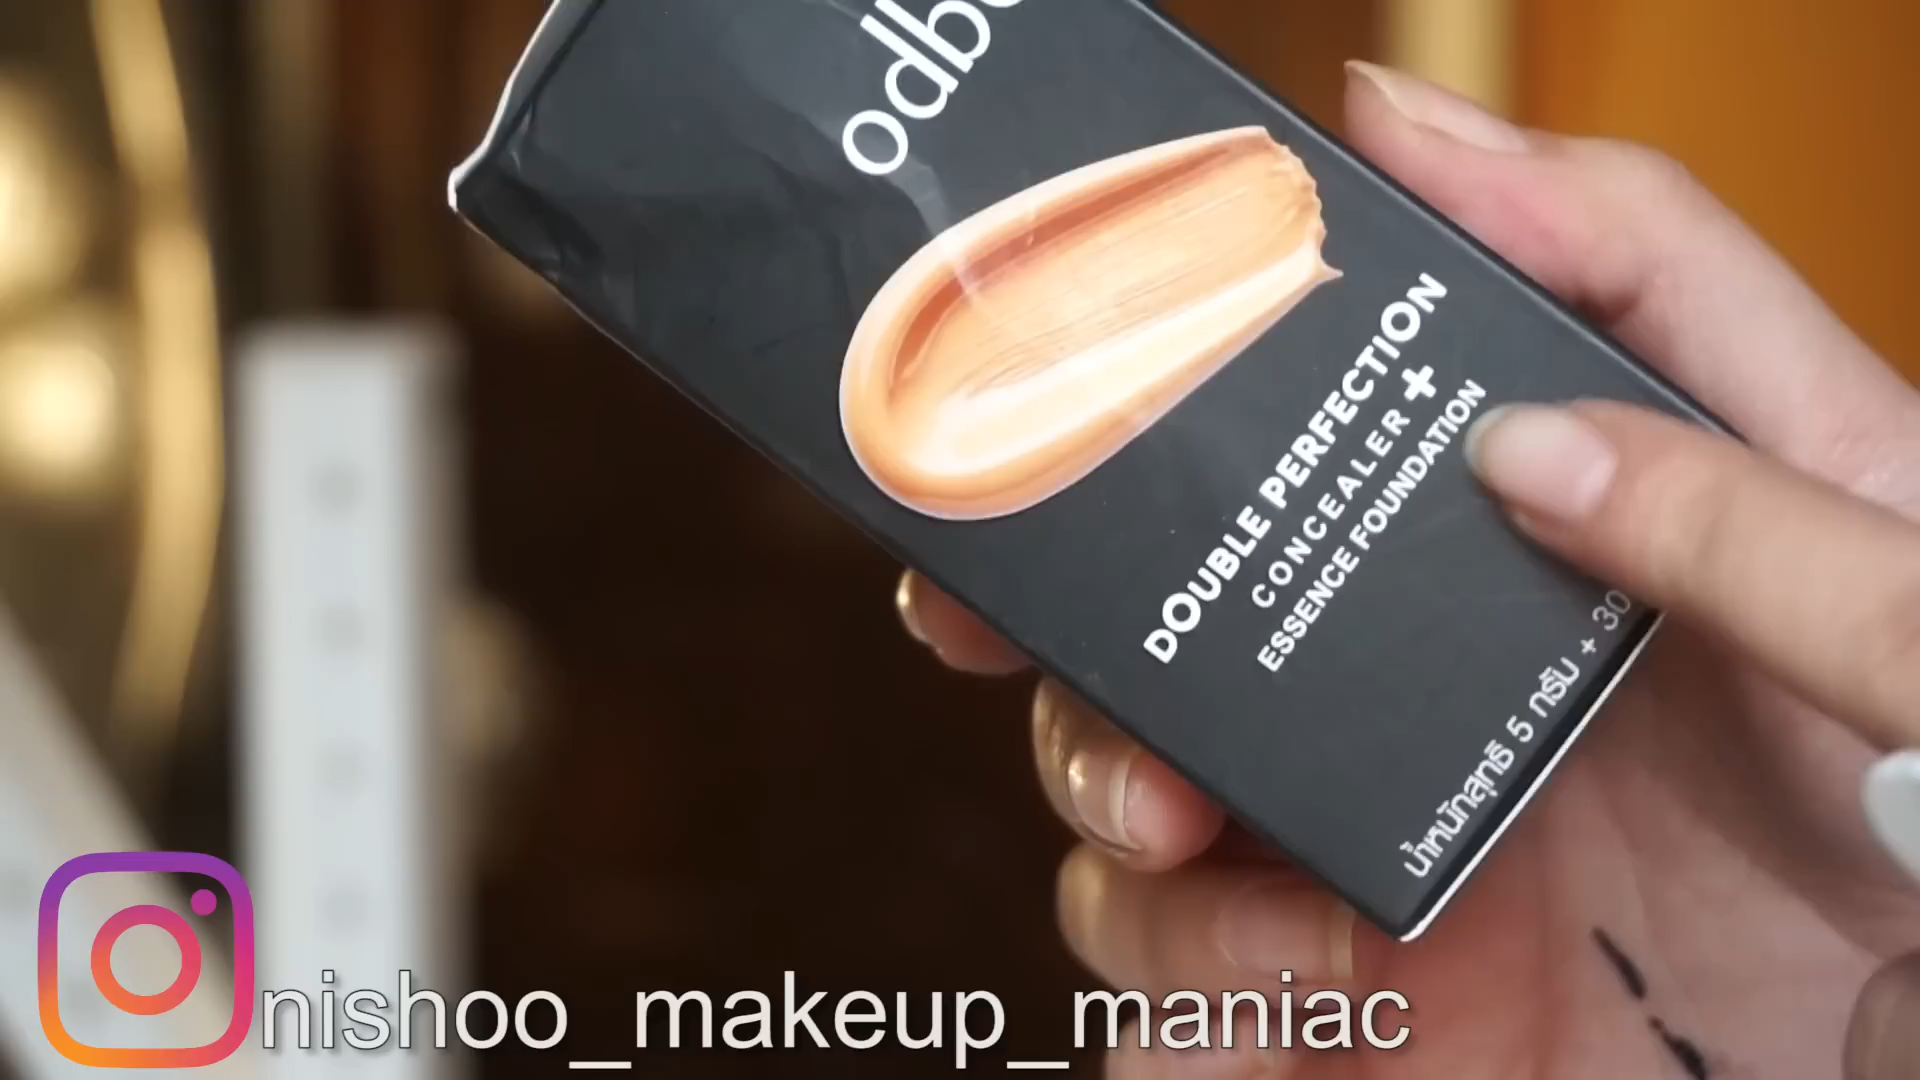 DOUBLE PERFECTION
CONCEALER +
ESSENCE FOUNDATION
น้ำหนักสุทธิ 5 กรัม + 30
nishoo_makeup_maniac